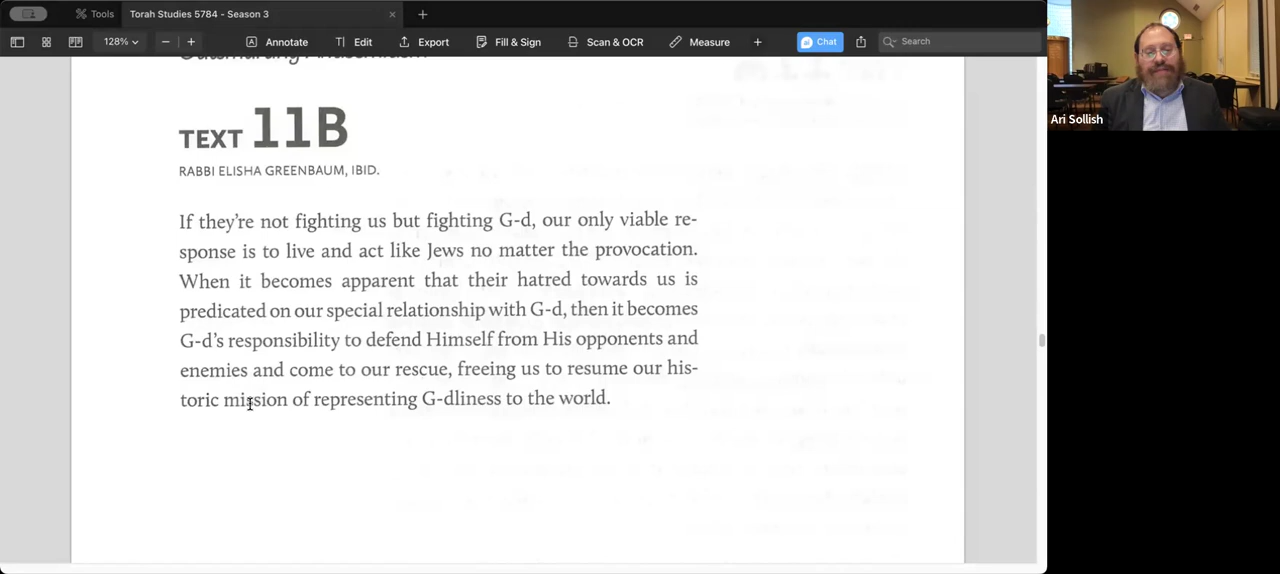 Tools
Torah Studies 5784 - Season 3
128%
Annotate
Edit
Export
Fill & Sign
Scan & OCR
Measure
Chat
Search
Ari Sollish
Outsmarting Antisemitism
TEXT 11B
RABBI ELISHA GREENBAUM, IBID.
If they're not fighting us but fighting G-d, our only viable re-
sponse is to live and act like Jews no matter the provocation.
When it becomes apparent that their hatred towards us is
predicated on our special relationship with G-d, then it becomes
G-d's responsibility to defend Himself from His opponents and
enemies and come to our rescue, freeing us to resume our his-
toric mission of representing G-dliness to the world.